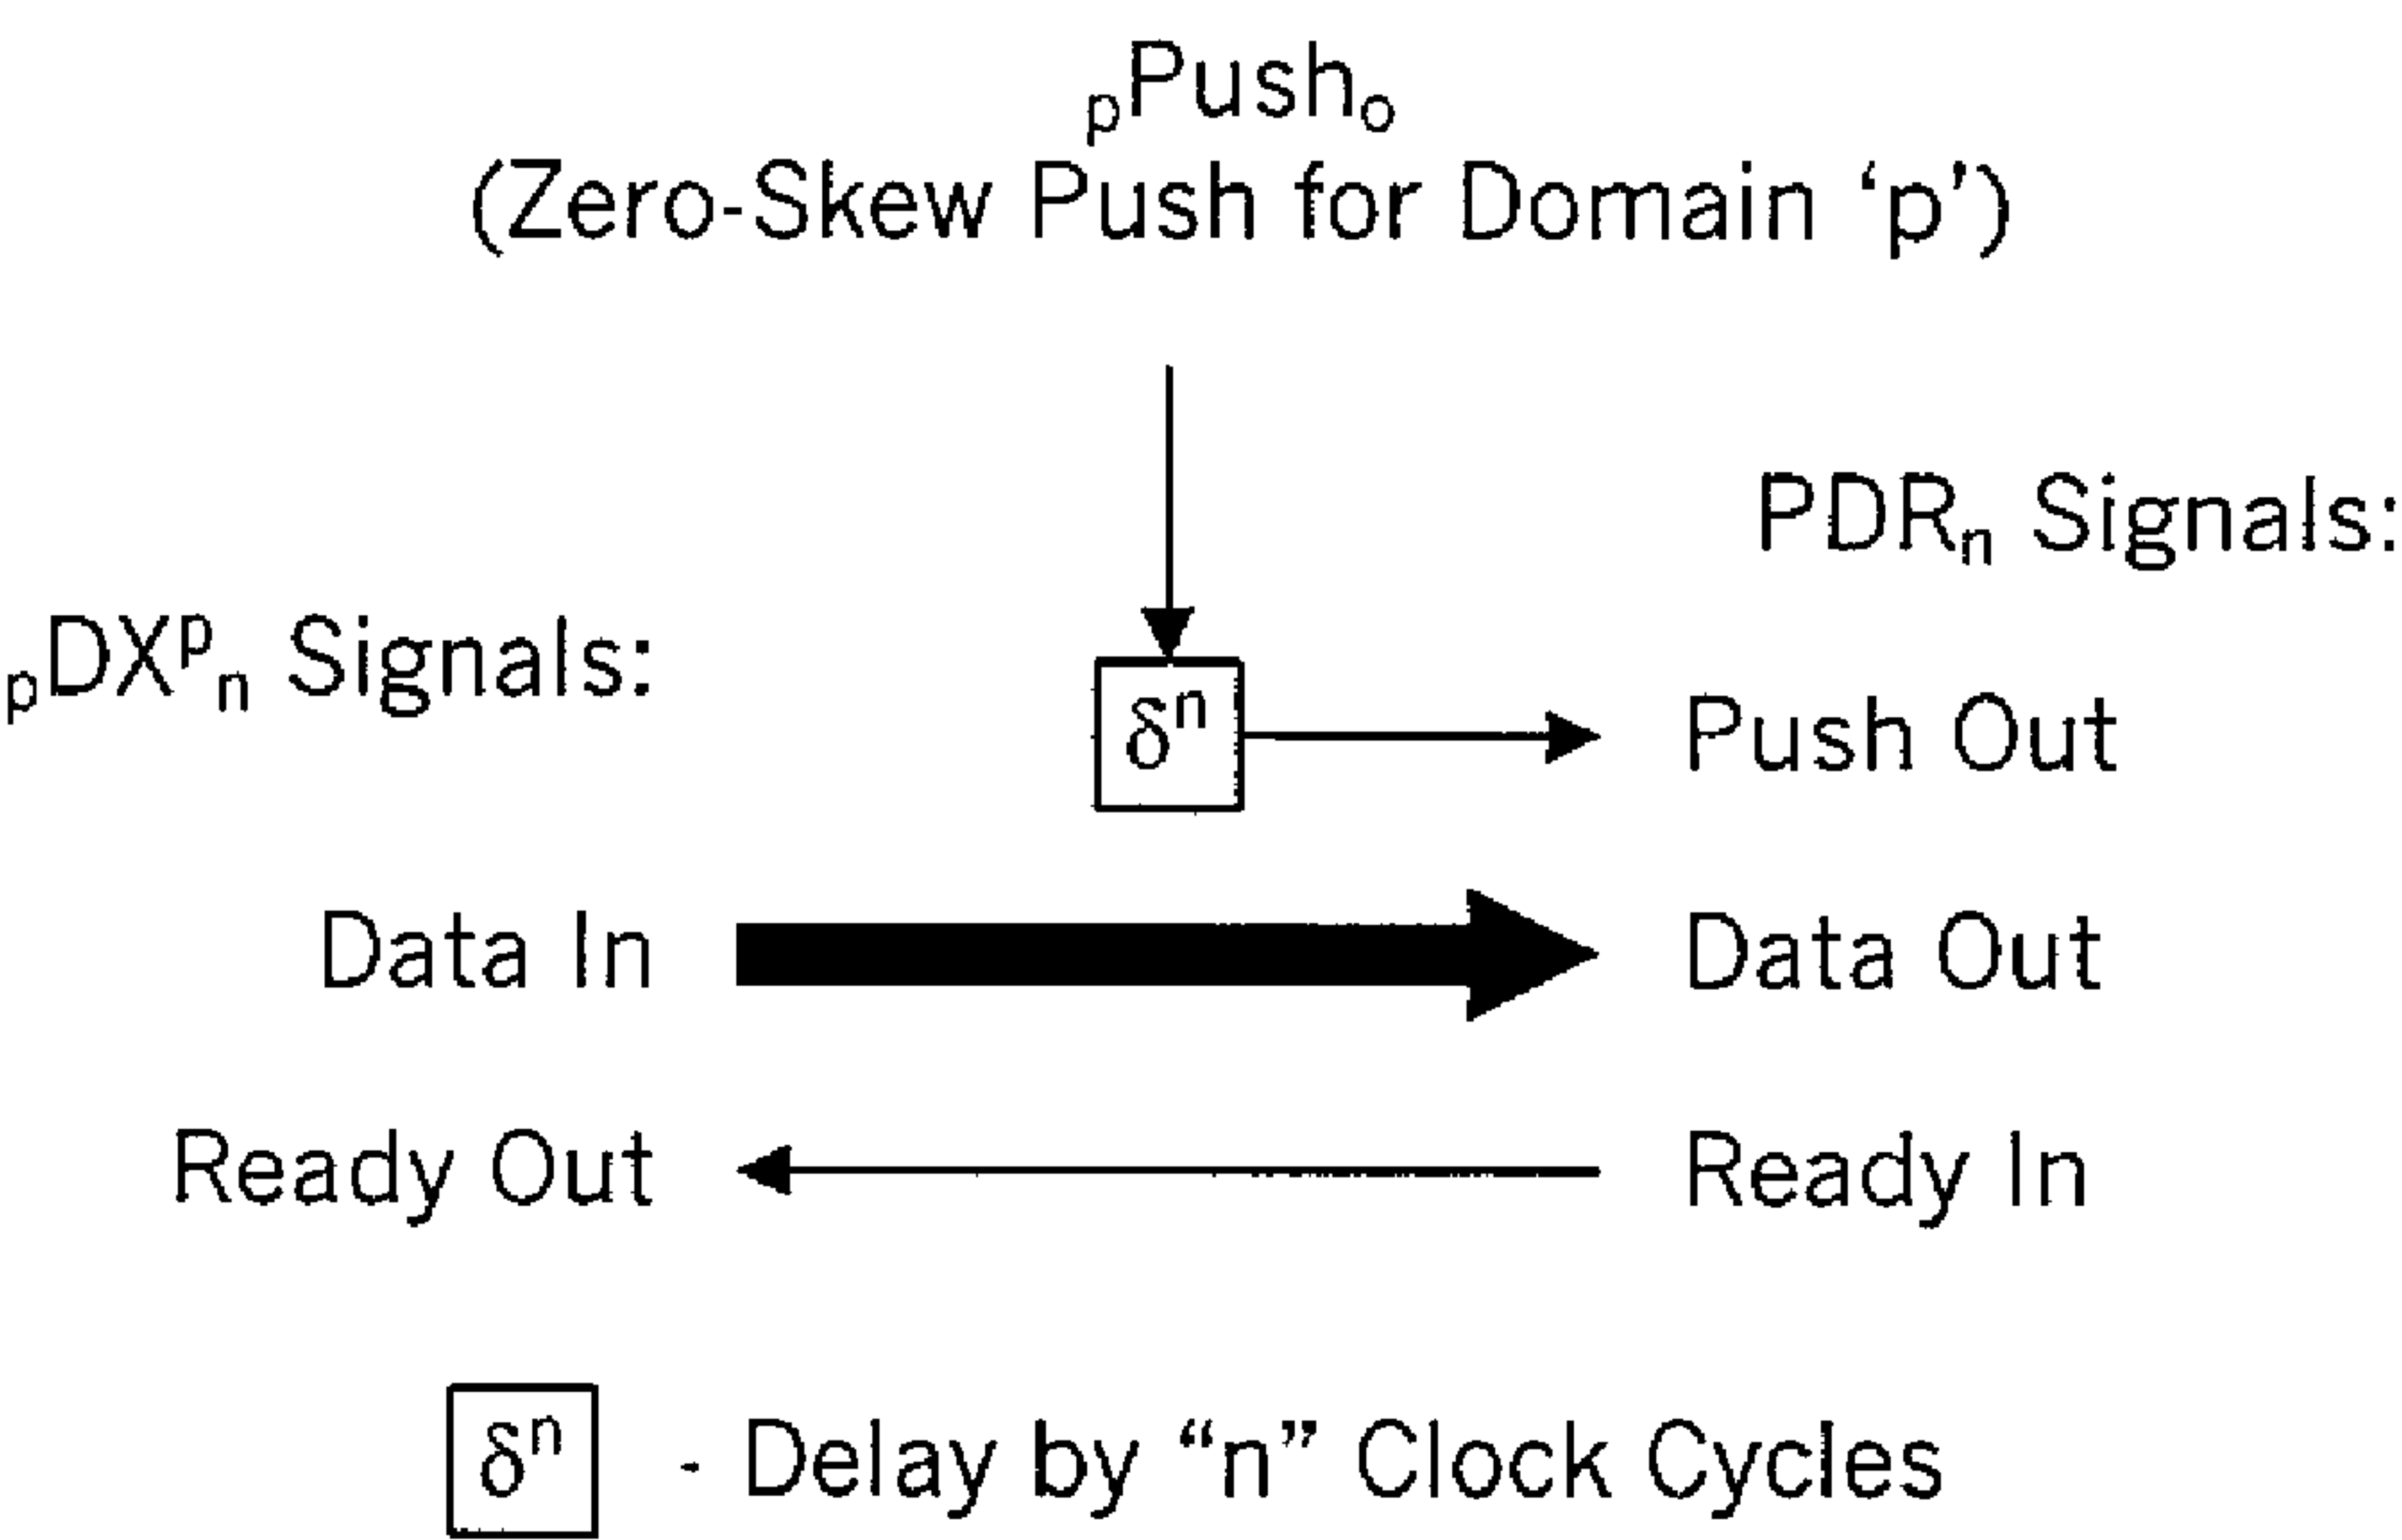 pPusho
(Zero-Skew Push for Domain ‘p’)
PDRn Signals:
pDXpn Signals:
δn
Push Out
Data In
Data Out
Ready Out
Ready In
δn - Delay by “n” Clock Cycles